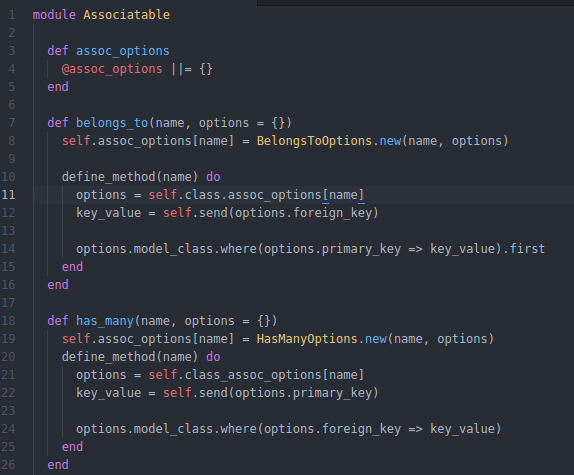 1 module Associatable
2
3   def assoc_options
4     @assoc_options ||= {}
5   end
6
7   def belongs_to(name, options = {})
8     self.assoc_options[name] = BelongsToOptions.new(name, options)
9
10     define_method(name) do
11       options = self.class.assoc_options[name]
12       key_value = self.send(options.foreign_key)
13
14       options.model_class.where(options.primary_key => key_value).first
15     end
16   end
17
18   def has_many(name, options = {})
19     self.assoc_options[name] = HasManyOptions.new(name, options)
20     define_method(name) do
21       options = self.class_assoc_options[name]
22       key_value = self.send(options.primary_key)
23
24       options.model_class.where(options.foreign_key => key_value)
25     end
26   end